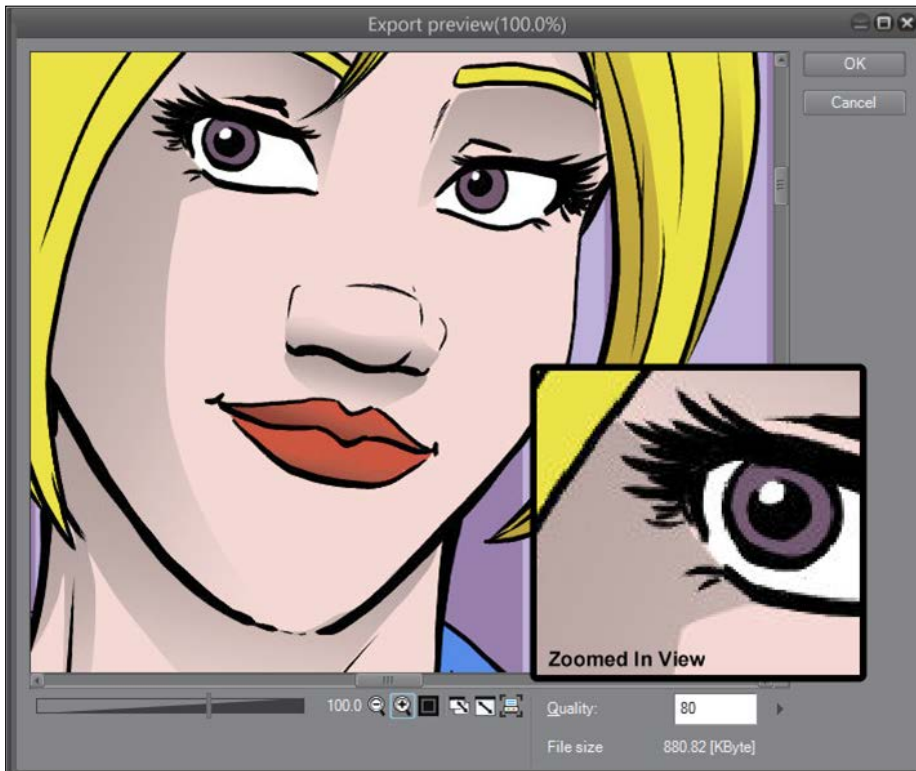 Export preview(100.0%)
OK
Cancel
Zoomed In View
100.0
Quality: 80
File size 880.82 [KByte]